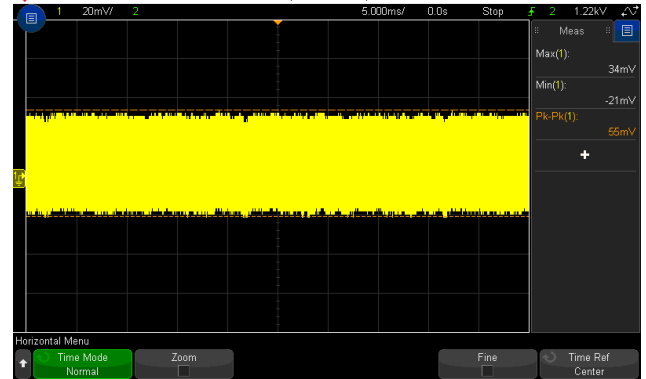 1 20mV/ 2 5.000ms/ 0.0s Stop 2 1.22kV
Meas
Max(1):
34mV
Min(1):
-21mV
Pk-Pk(1):
55mV
+
1
Horizontal Menu
Time Mode
Normal
Zoom
Fine
Time Ref
Center